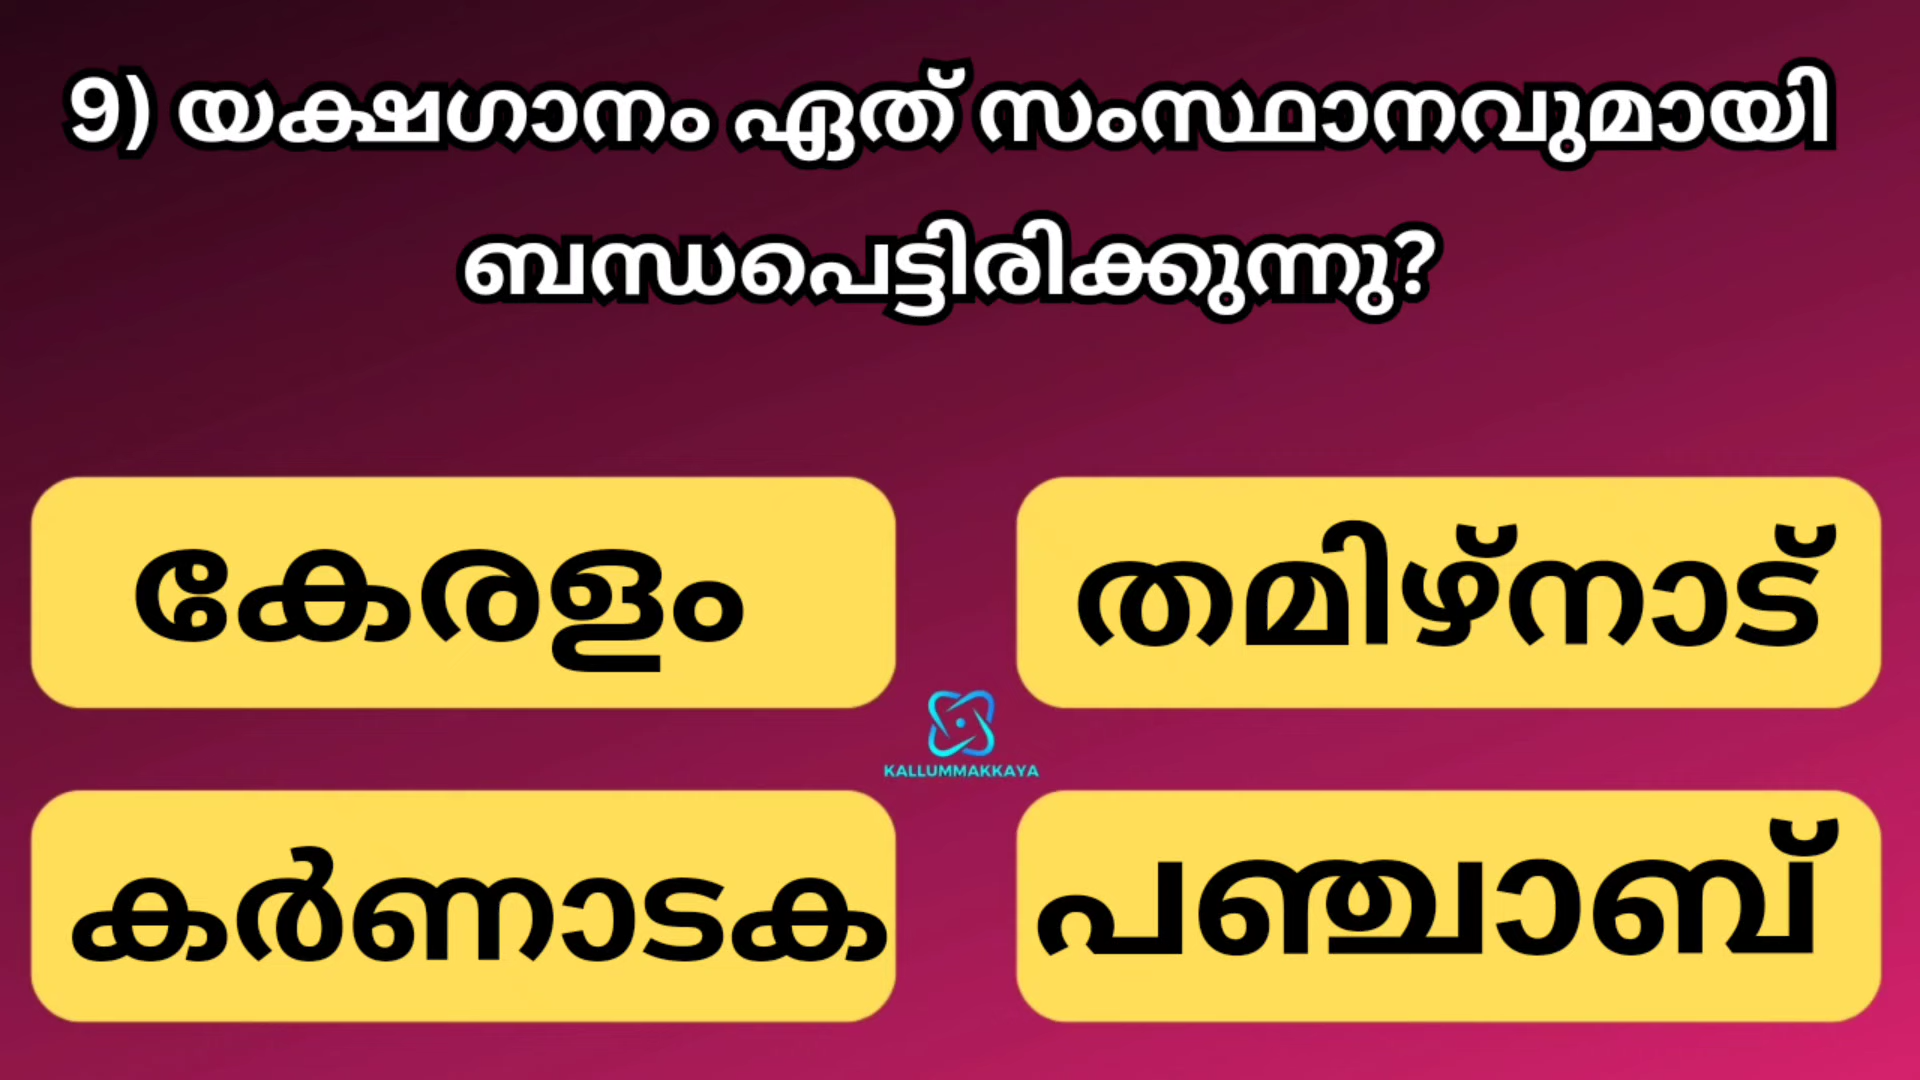 9) യക്ഷഗാനം ഏത് സംസ്ഥാനവുമായി
ബന്ധപെട്ടിരിക്കുന്നു?
കേരളം
തമിഴ്നാട്
KALLUMMAKKAYA
കർണാടക
പഞ്ചാബ്